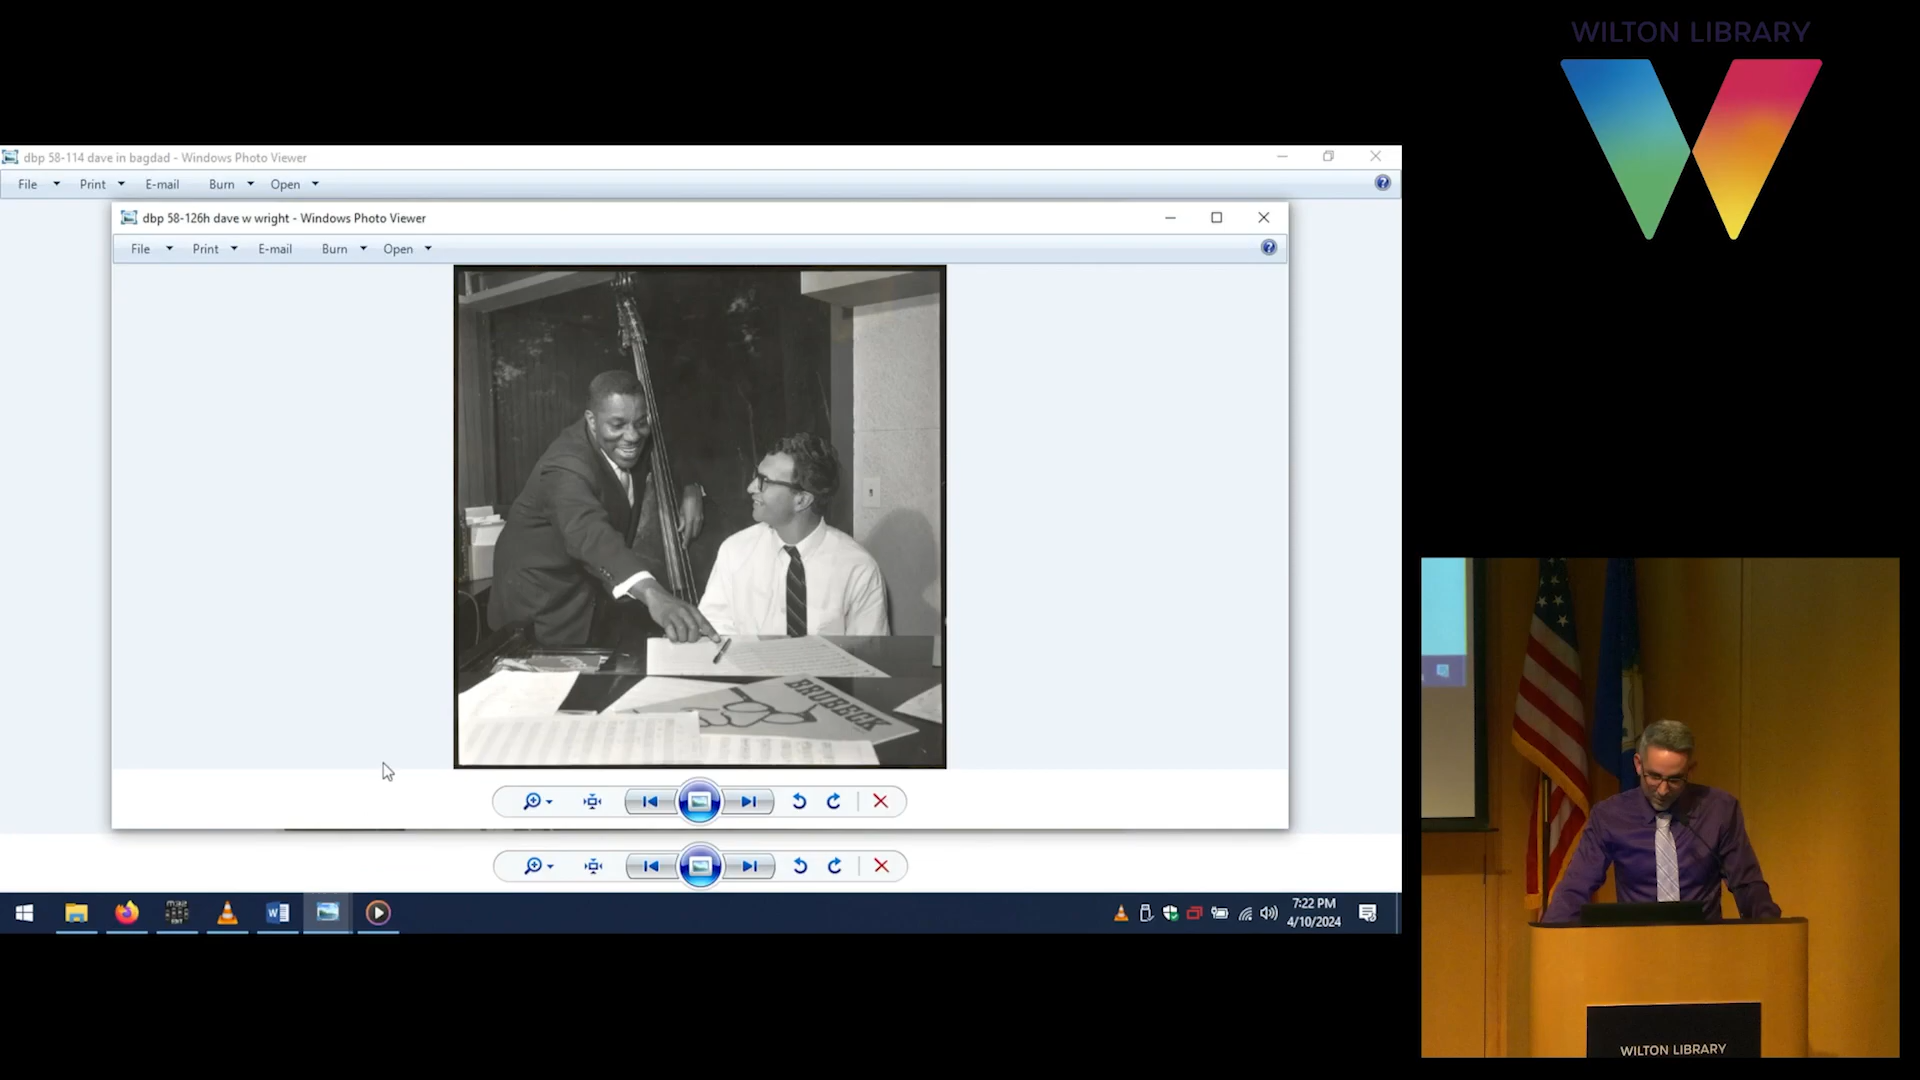 WILTON LIBRARY
dbp 58-114 dave in bagdad - Windows Photo Viewer
File Print E-mail Burn Open
dbp 58-126h dave w wright - Windows Photo Viewer
File Print E-mail Burn Open
BRUBECK
7:22 PM
4/10/2024
WILTON LIBRARY